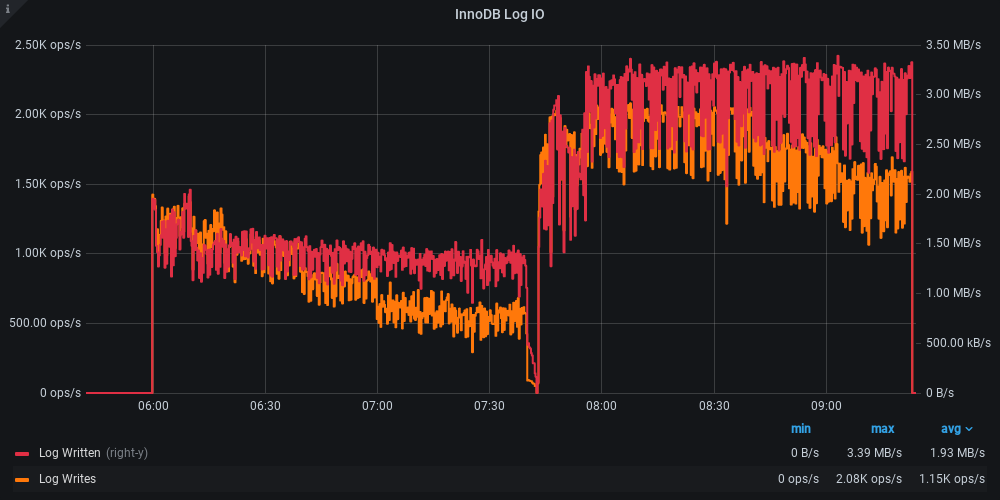 i
InnoDB Log IO
2.50K ops/s
2.00K ops/s
1.50K ops/s
1.00K ops/s
500.00 ops/s
0 ops/s
3.50 MB/s
3.00 MB/s
2.50 MB/s
2.00 MB/s
1.50 MB/s
1.00 MB/s
500.00 kB/s
0 B/s
06:00 06:30 07:00 07:30 08:00 08:30 09:00
min max avg
Log Written (right-y) 0 B/s 3.39 MB/s 1.93 MB/s
Log Writes 0 ops/s 2.08K ops/s 1.15K ops/s